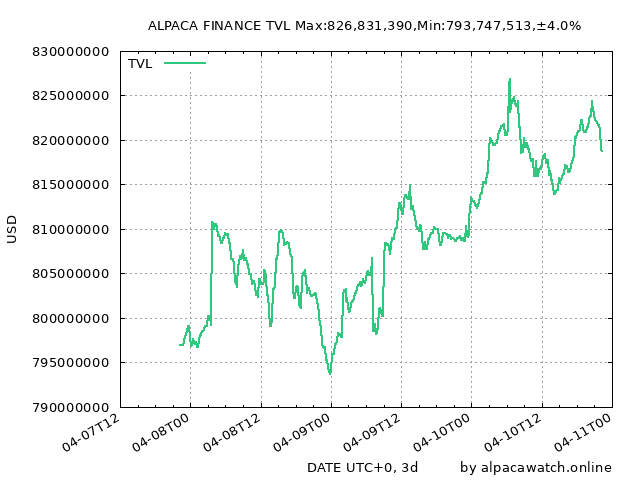 ALPACA FINANCE TVL Max:826,831,390,Min:793,747,513,±4.0%
830000000
TVL
825000000
820000000
815000000
810000000
USD
805000000
800000000
795000000
790000000
04-07T12
04-08T00
04-08T12
04-09T00
04-09T12
04-10T00
04-10T12
04-11T00
DATE UTC+0, 3d
by alpacawatch.online